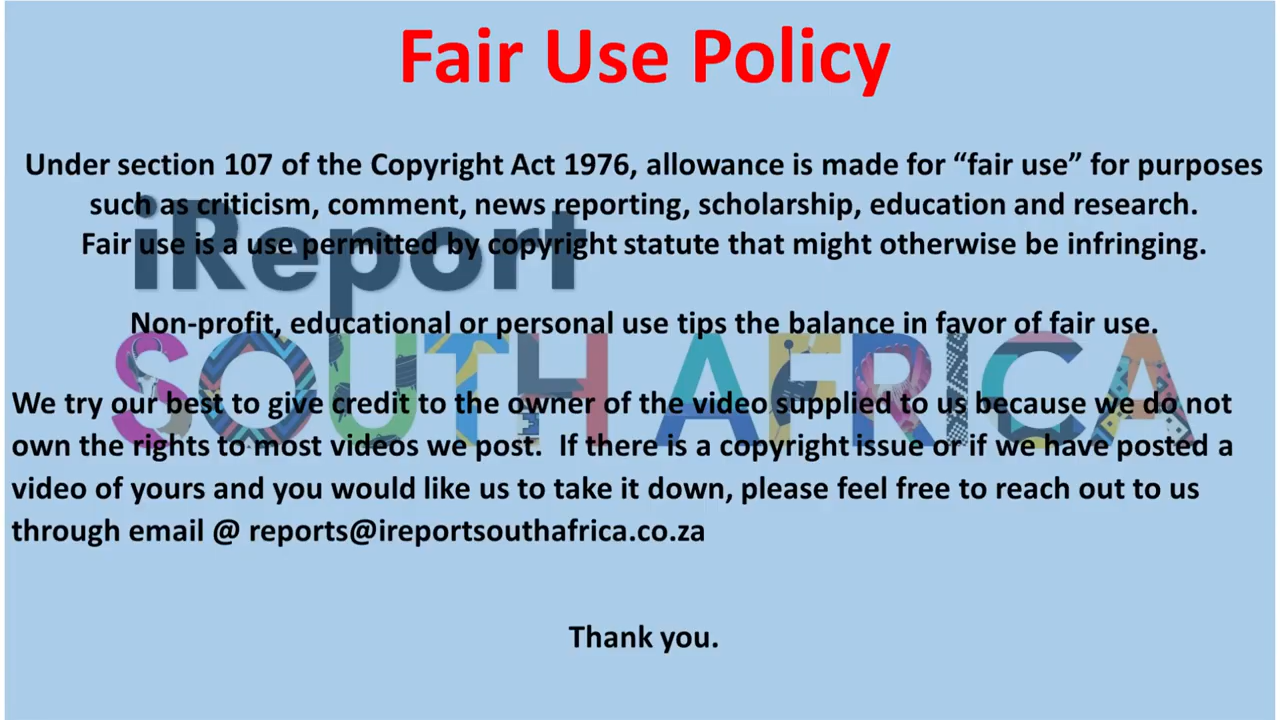 Fair Use Policy
Under section 107 of the Copyright Act 1976, allowance is made for “fair use” for purposes
such as criticism, comment, news reporting, scholarship, education and research.
Fair use is a use permitted by copyright statute that might otherwise be infringing.
iReport
Non-profit, educational or personal use tips the balance in favor of fair use.
SOUTH AFRICA
We try our best to give credit to the owner of the video supplied to us because we do not
own the rights to most videos we post.  If there is a copyright issue or if we have posted a
video of yours and you would like us to take it down, please feel free to reach out to us
through email @ reports@ireportsouthafrica.co.za
Thank you.